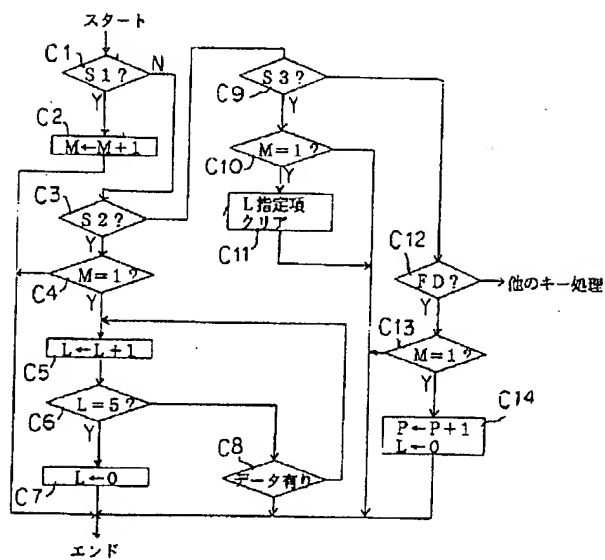 スタート
C1
S1?
N
Y
C2
M←M+1
C3
S2?
Y
M=1?
C4
Y
C5
L←L+1
C6
L=5?
Y
C7
L←0
C8
データ有り
エンド
S3?
C9
Y
M=1?
C10
Y
L指定項
クリア
C11
C12
FD?
他のキー処理
Y
C13
M=1?
Y
C14
P←P+1
L←0